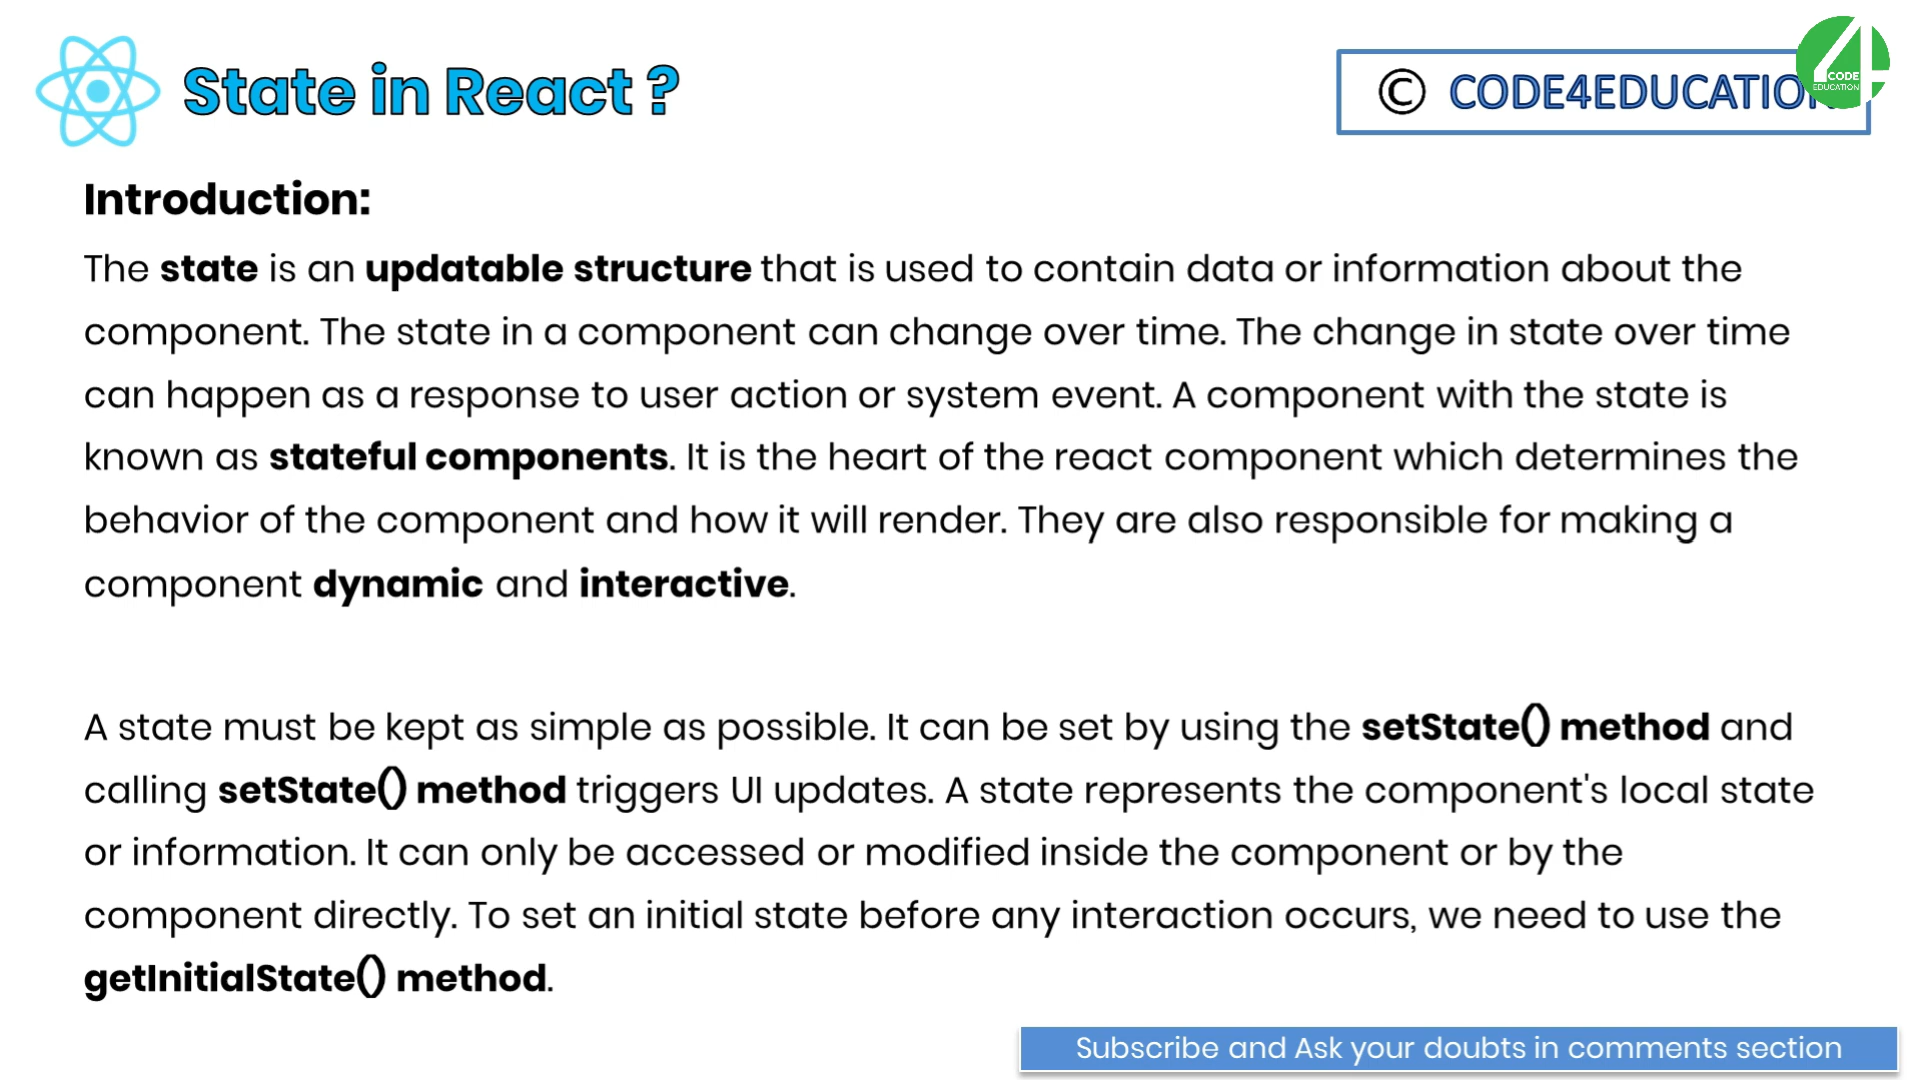 State in React ?
© CODE4EDUCATION
CODE
EDUCATION
Introduction:
The state is an updatable structure that is used to contain data or information about the
component. The state in a component can change over time. The change in state over time
can happen as a response to user action or system event. A component with the state is
known as stateful components. It is the heart of the react component which determines the
behavior of the component and how it will render. They are also responsible for making a
component dynamic and interactive.
A state must be kept as simple as possible. It can be set by using the setState() method and
calling setState() method triggers UI updates. A state represents the component's local state
or information. It can only be accessed or modified inside the component or by the
component directly. To set an initial state before any interaction occurs, we need to use the
getInitialState() method.
Subscribe and Ask your doubts in comments section